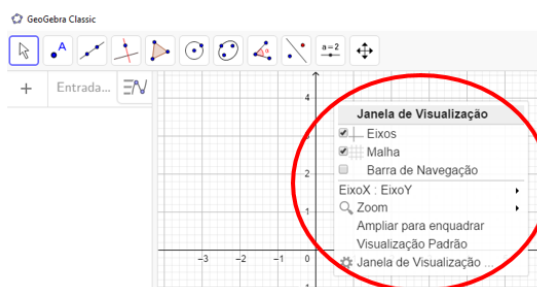 GeoGebra Classic
A
a=2
+ Entrada...
4
Janela de Visualização
Eixos
3
Malha
2
Barra de Navegação
EixoX : EixoY
1
Zoom
Ampliar para enquadrar
Visualização Padrão
-3 -2 -1 0
Janela de Visualização ...